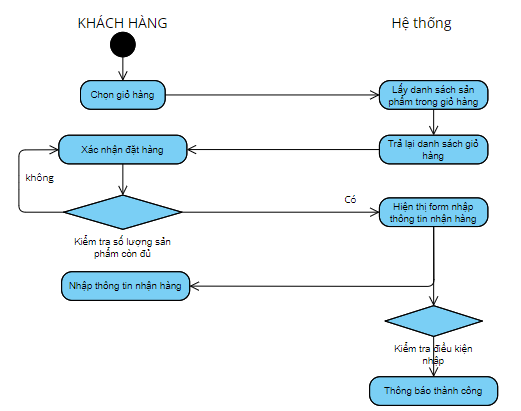 KHÁCH HÀNG
Hệ thống
Chọn giỏ hàng
Lấy danh sách sản
phẩm trong giỏ hàng
Xác nhận đặt hàng
Trả lại danh sách giỏ
hàng
không
Có
Hiện thị form nhập
thông tin nhận hàng
Kiểm tra số lượng sản
phẩm còn đủ
Nhập thông tin nhận hàng
Kiểm tra điều kiện
nhập
Thông báo thành công